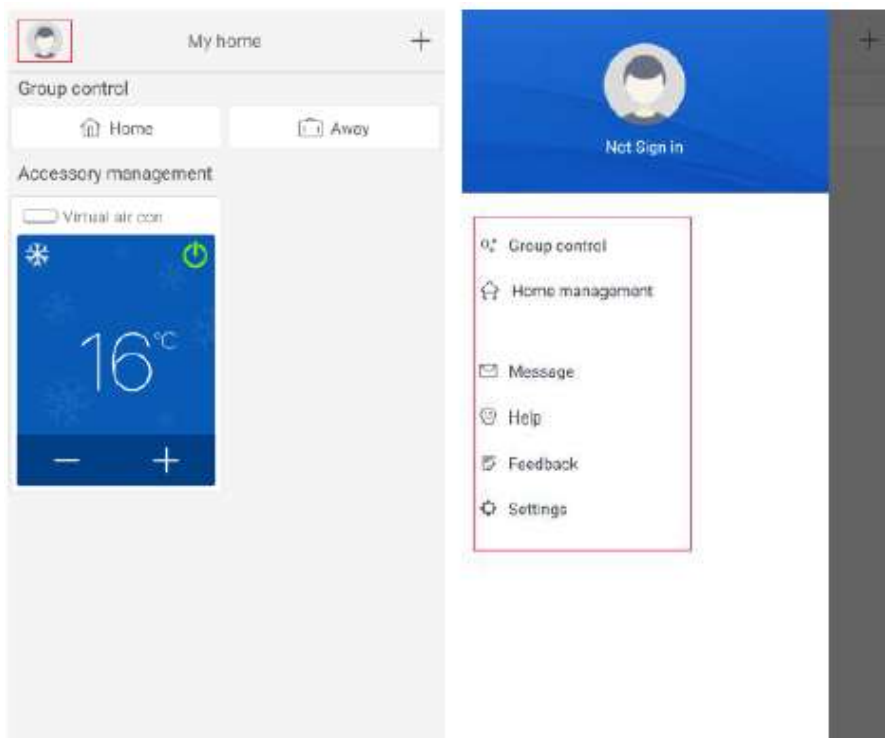 My home
Group control
Home
Away
Accessory management
Virtual air con
16°C
Not Sign in
Group control
Home management
Message
Help
Feedback
Settings